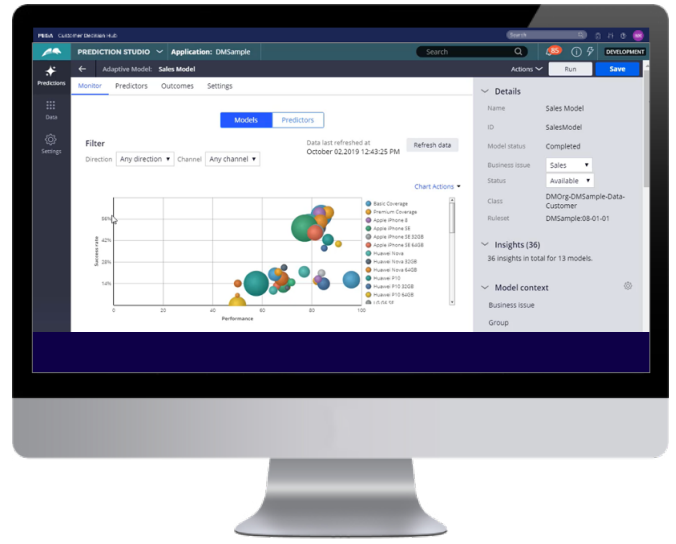 PEGA Customer Decision Hub
Search
PREDICTION STUDIO Application: DMSample
Search
85
DEVELOPMENT
Predictions
Data
Settings
Adaptive Model: Sales Model
Actions
Run
Save
Monitor Predictors Outcomes Settings
Models Predictors
Filter
Direction Any direction Channel Any channel
Data last refreshed at
October 02,2019 12:43:25 PM
Refresh data
Chart Actions
Success rate
56%
42%
28%
14%
0 20 40 60 80 100
Performance
Basic Coverage
Premium Coverage
Apple iPhone 8
Apple iPhone SE
Apple iPhone SE 32GB
Apple iPhone SE 64GB
Huawei Nova
Huawei Nova 32GB
Huawei Nova 64GB
Huawei P10
Huawei P10 32GB
Huawei P10 64GB
Details
Name Sales Model
ID SalesModel
Model status Completed
Business issue Sales
Status Available
Class DMOrg-DMSample-Data-
Customer
Ruleset DMSample:08-01-01
Insights (36)
36 insights in total for 13 models.
Model context
Business issue
Group